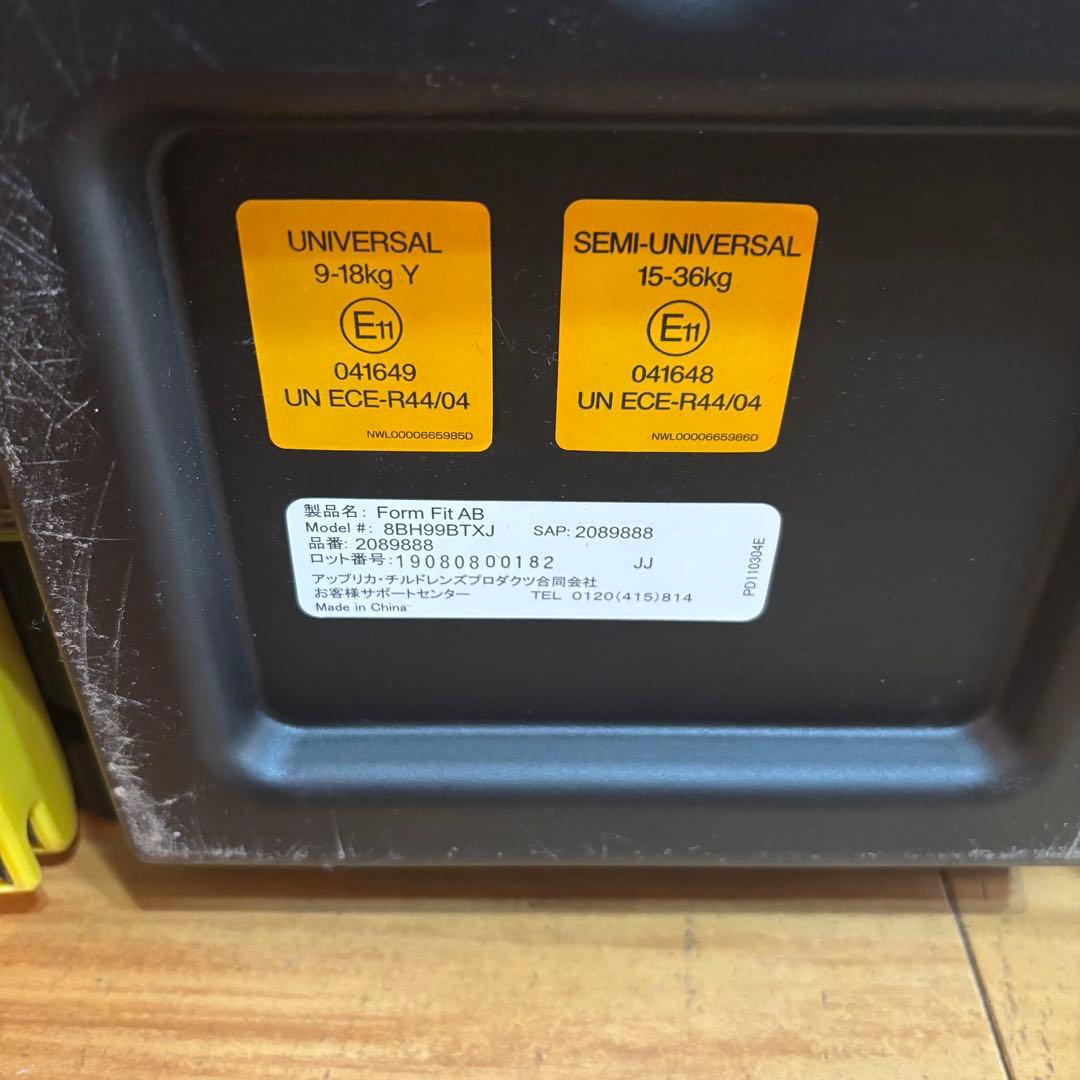 UNIVERSAL
9-18kg Y
E11
041649
UN ECE-R44/04
NWL0000665985D
SEMI-UNIVERSAL
15-36kg
E11
041648
UN ECE-R44/04
NWL0000665986D
製品名: Form Fit AB
Model #: 8BH99BTXJ SAP: 2089888
品番: 2089888
ロット番号:19080800182 JJ
アップリカ・チルドレンズプロダクツ合同会社
お客様サポートセンター TEL 0120(415)814
Made in China
PD110304E